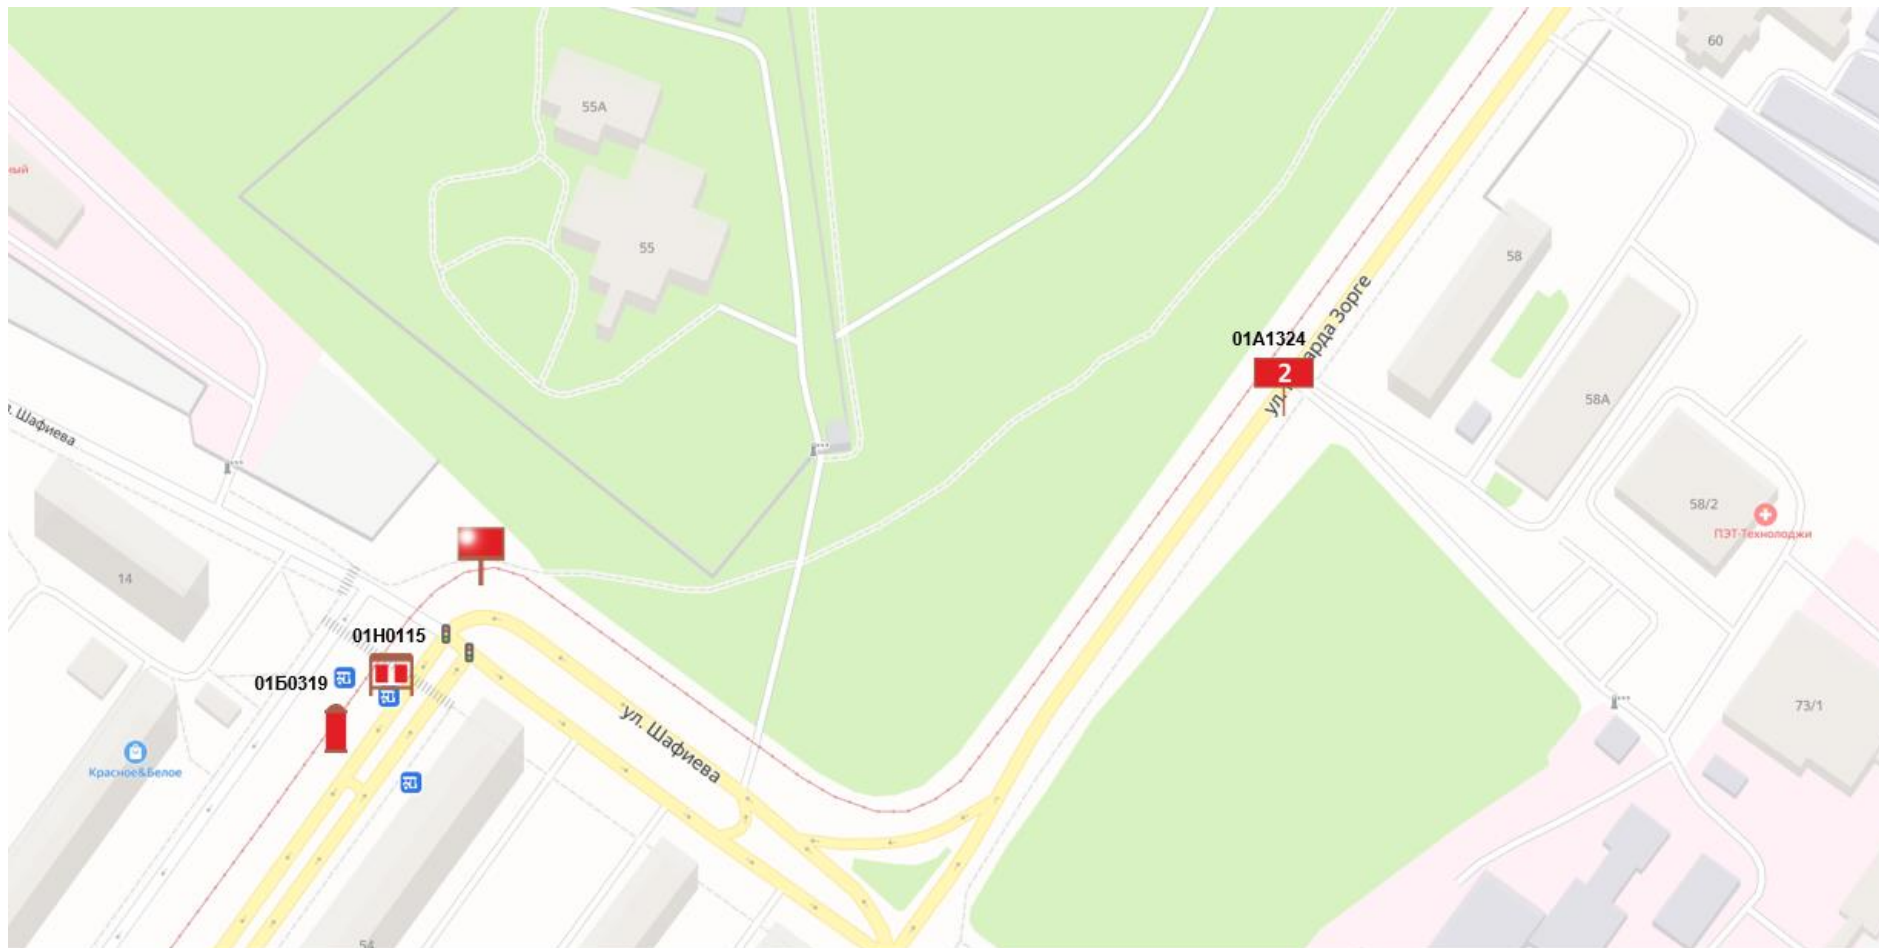 60
55А
ный
55
58
ул. Рихарда Зорге
01А1324
2
58А
. Шафиева
58/2
ПЭТ-Технолоджи
14
01Н0115
01Б0319
ул. Шафиева
73/1
Красное&Белое
54